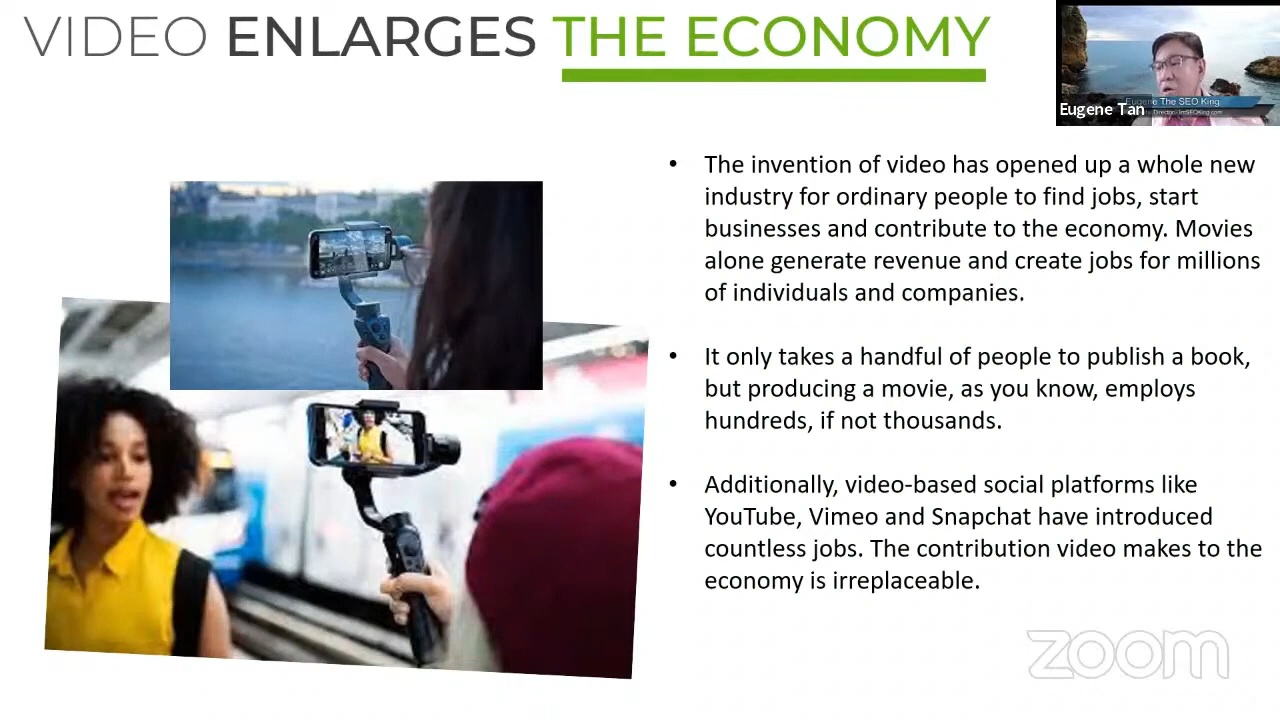 VIDEO ENLARGES THE ECONOMY
Eugene The SEO King
Eugene Tan
• The invention of video has opened up a whole new
industry for ordinary people to find jobs, start
businesses and contribute to the economy. Movies
alone generate revenue and create jobs for millions
of individuals and companies.
• It only takes a handful of people to publish a book,
but producing a movie, as you know, employs
hundreds, if not thousands.
• Additionally, video-based social platforms like
YouTube, Vimeo and Snapchat have introduced
countless jobs. The contribution video makes to the
economy is irreplaceable.
zoom